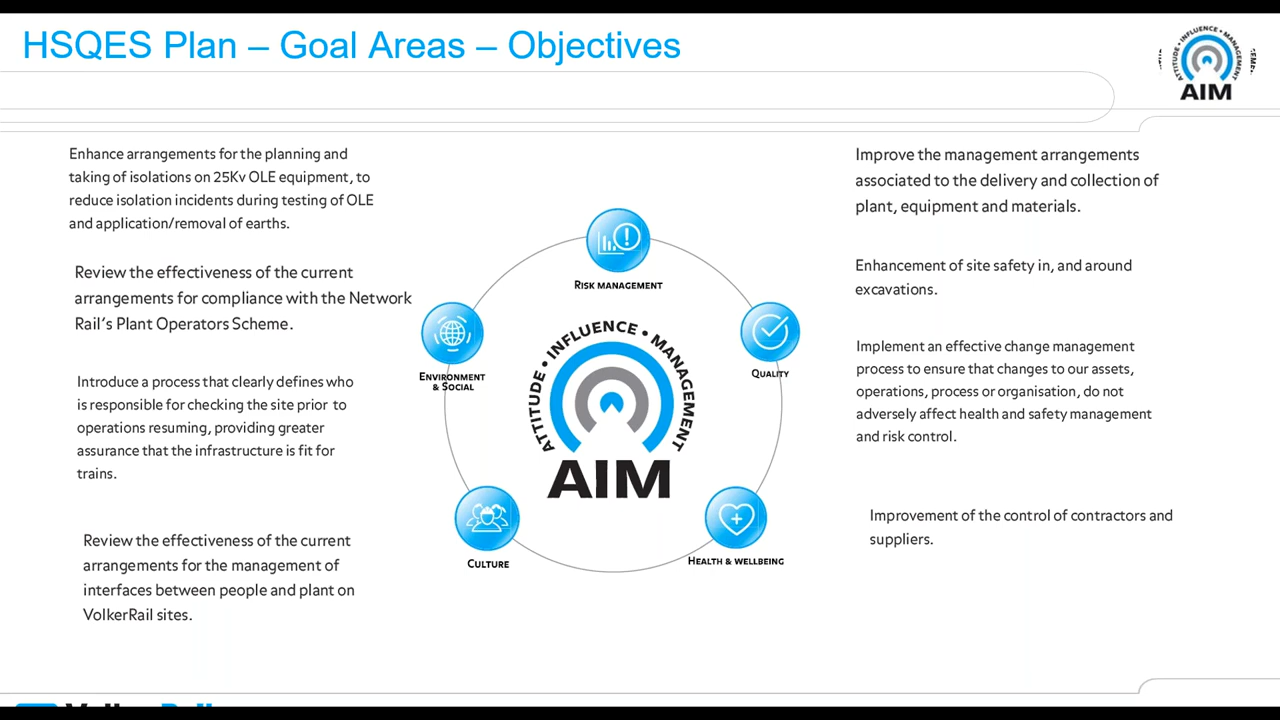 HSQES Plan – Goal Areas – Objectives
ATTITUDE • INFLUENCE • MANAGEMENT
AIM
Enhance arrangements for the planning and
taking of isolations on 25Kv OLE equipment, to
reduce isolation incidents during testing of OLE
and application/removal of earths.
Review the effectiveness of the current
arrangements for compliance with the Network
Rail's Plant Operators Scheme.
Introduce a process that clearly defines who
is responsible for checking the site prior to
operations resuming, providing greater
assurance that the infrastructure is fit for
trains.
Review the effectiveness of the current
arrangements for the management of
interfaces between people and plant on
VolkerRail sites.
RISK MANAGEMENT
ENVIRONMENT
& SOCIAL
QUALITY
ATTITUDE • INFLUENCE • MANAGEMENT
AIM
CULTURE
HEALTH & WELLBEING
Improve the management arrangements
associated to the delivery and collection of
plant, equipment and materials.
Enhancement of site safety in, and around
excavations.
Implement an effective change management
process to ensure that changes to our assets,
operations, process or organisation, do not
adversely affect health and safety management
and risk control.
Improvement of the control of contractors and
suppliers.